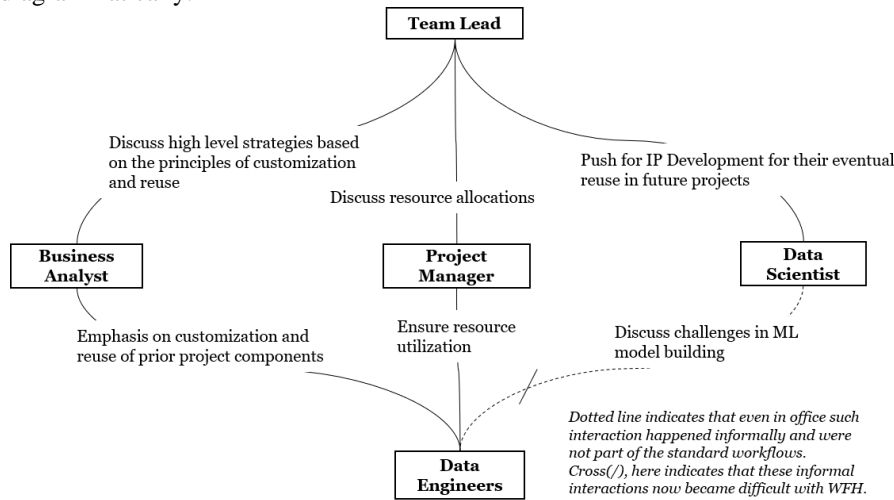 Team Lead
Discuss high level strategies based
on the principles of customization
and reuse
Push for IP Development for their eventual
reuse in future projects
Discuss resource allocations
Business
Analyst
Project
Manager
Data
Scientist
Emphasis on customization and
reuse of prior project components
Ensure resource
utilization
Discuss challenges in ML
model building
Data
Engineers
Dotted line indicates that even in office such
interaction happened informally and were
not part of the standard workflows.
Cross(/), here indicates that these informal
interactions now became difficult with WFH.